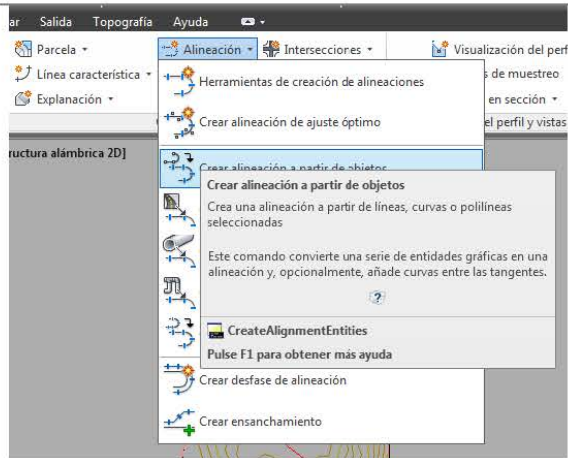 ar Salida Topografía Ayuda
Parcela Alineación Intersecciones Visualización del perf
Línea característica s de muestreo
Explanación en sección
el perfil y vistas
Herramientas de creación de alineaciones
Crear alineación de ajuste óptimo
ructura alámbrica 2D]
Crear alineación a partir de objetos
Crear alineación a partir de objetos
Crea una alineación a partir de líneas, curvas o polilíneas
seleccionadas
Este comando convierte una serie de entidades gráficas en una
alineación y, opcionalmente, añade curvas entre las tangentes.
CreateAlignmentEntities
Pulse F1 para obtener más ayuda
Crear desfase de alineación
Crear ensanchamiento